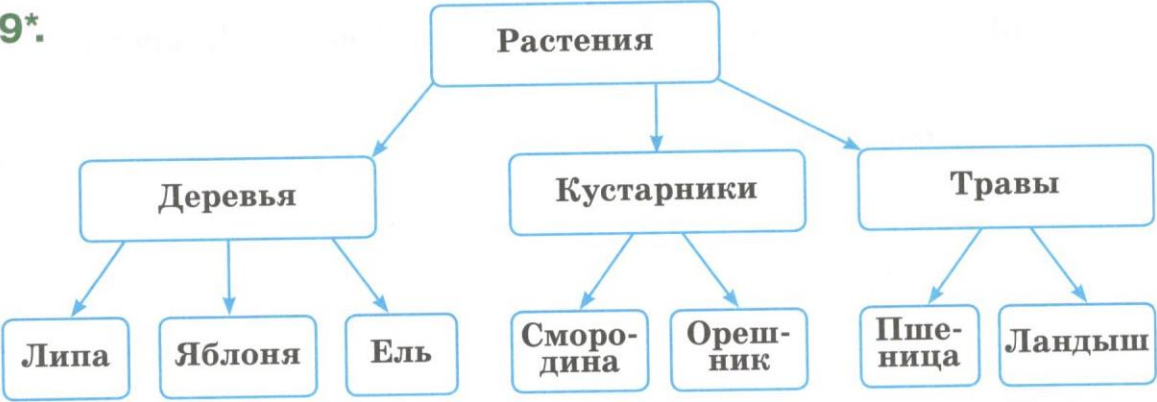 9*.
Растения
Деревья
Кустарники
Травы
Липа
Яблоня
Ель
Сморо-
дина
Ореш-
ник
Пше-
ница
Ландыш